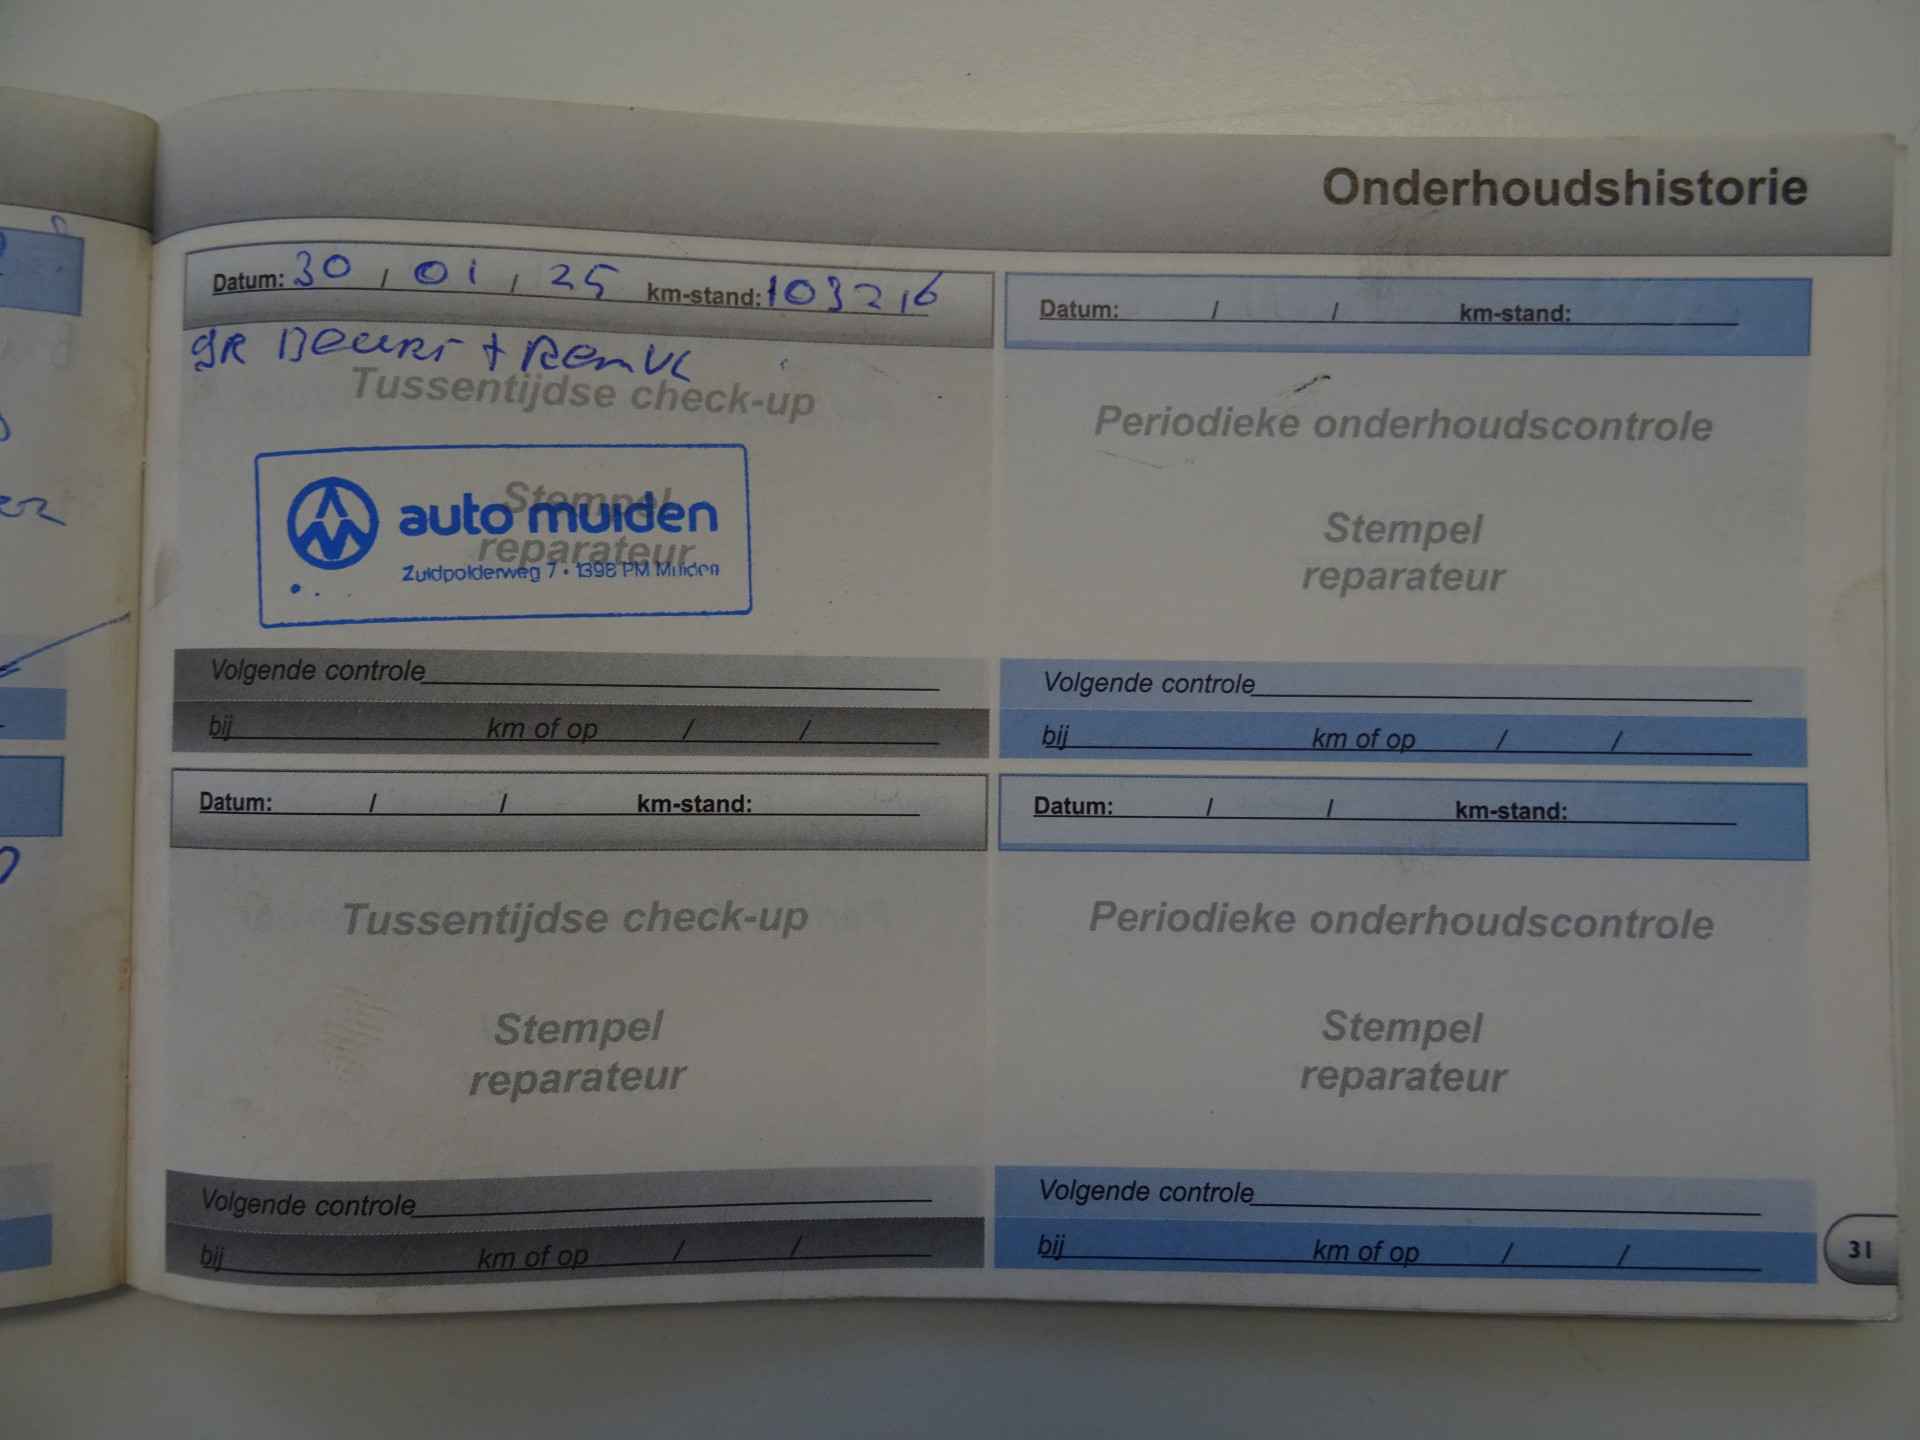 Onderhoudshistorie
Datum: 30 / 01 / 25 km-stand: 103216
gR Beurt + Rem VL
Tussentijdse check-up
Stempel
auto muiden
reparateur
Zuidpolderweg 7 • 1398 PM Muiden
Volgende controle
bij km of op / /
Datum: / / km-stand:
Periodieke onderhoudscontrole
Stempel
reparateur
Volgende controle
bij km of op / /
Datum: / / km-stand:
Tussentijdse check-up
Stempel
reparateur
Volgende controle
bij km of op / /
Datum: / / km-stand:
Periodieke onderhoudscontrole
Stempel
reparateur
Volgende controle
bij km of op / /
31